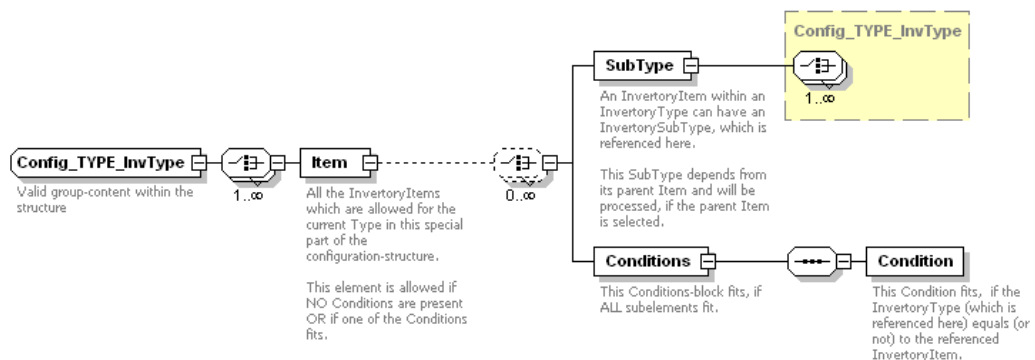 Config_TYPE_InvType
Valid group-content within the
structure
1..∞
Item
All the InvertoryItems
which are allowed for the
current Type in this special
part of the
configuration-structure.
This element is allowed if
NO Conditions are present
OR if one of the Conditions
fits.
0..∞
SubType
An InvertoryItem within an
InvertoryType can have an
InvertorySubType, which is
referenced here.
This SubType depends from
its parent Item and will be
processed, if the parent Item
is selected.
Config_TYPE_InvType
1..∞
Conditions
This Conditions-block fits, if
ALL subelements fit.
Condition
This Condition fits, if the
InvertoryType (which is
referenced here) equals (or
not) to the referenced
InvertoryItem.